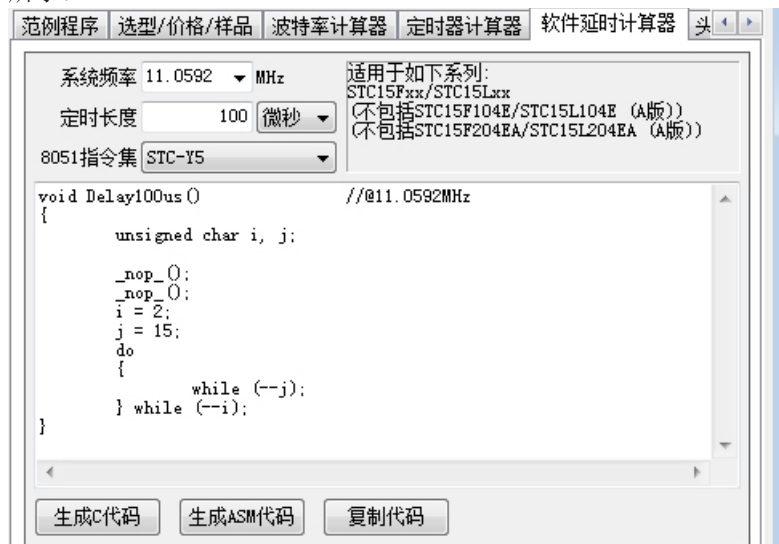 范例程序 选型/价格/样品 波特率计算器 定时器计算器 软件延时计算器 头
系统频率 11.0592 MHz
定时长度 100 微秒
8051指令集 STC-Y5
适用于如下系列:
STC15Fxx/STC15Lxx
(不包括STC15F104E/STC15L104E (A版))
(不包括STC15F204EA/STC15L204EA (A版))
void Delay100us() //@11.0592MHz
{
unsigned char i, j;
_nop_();
_nop_();
i = 2;
j = 15;
do
{
while (--j);
} while (--i);
}
生成C代码 生成ASM代码 复制代码